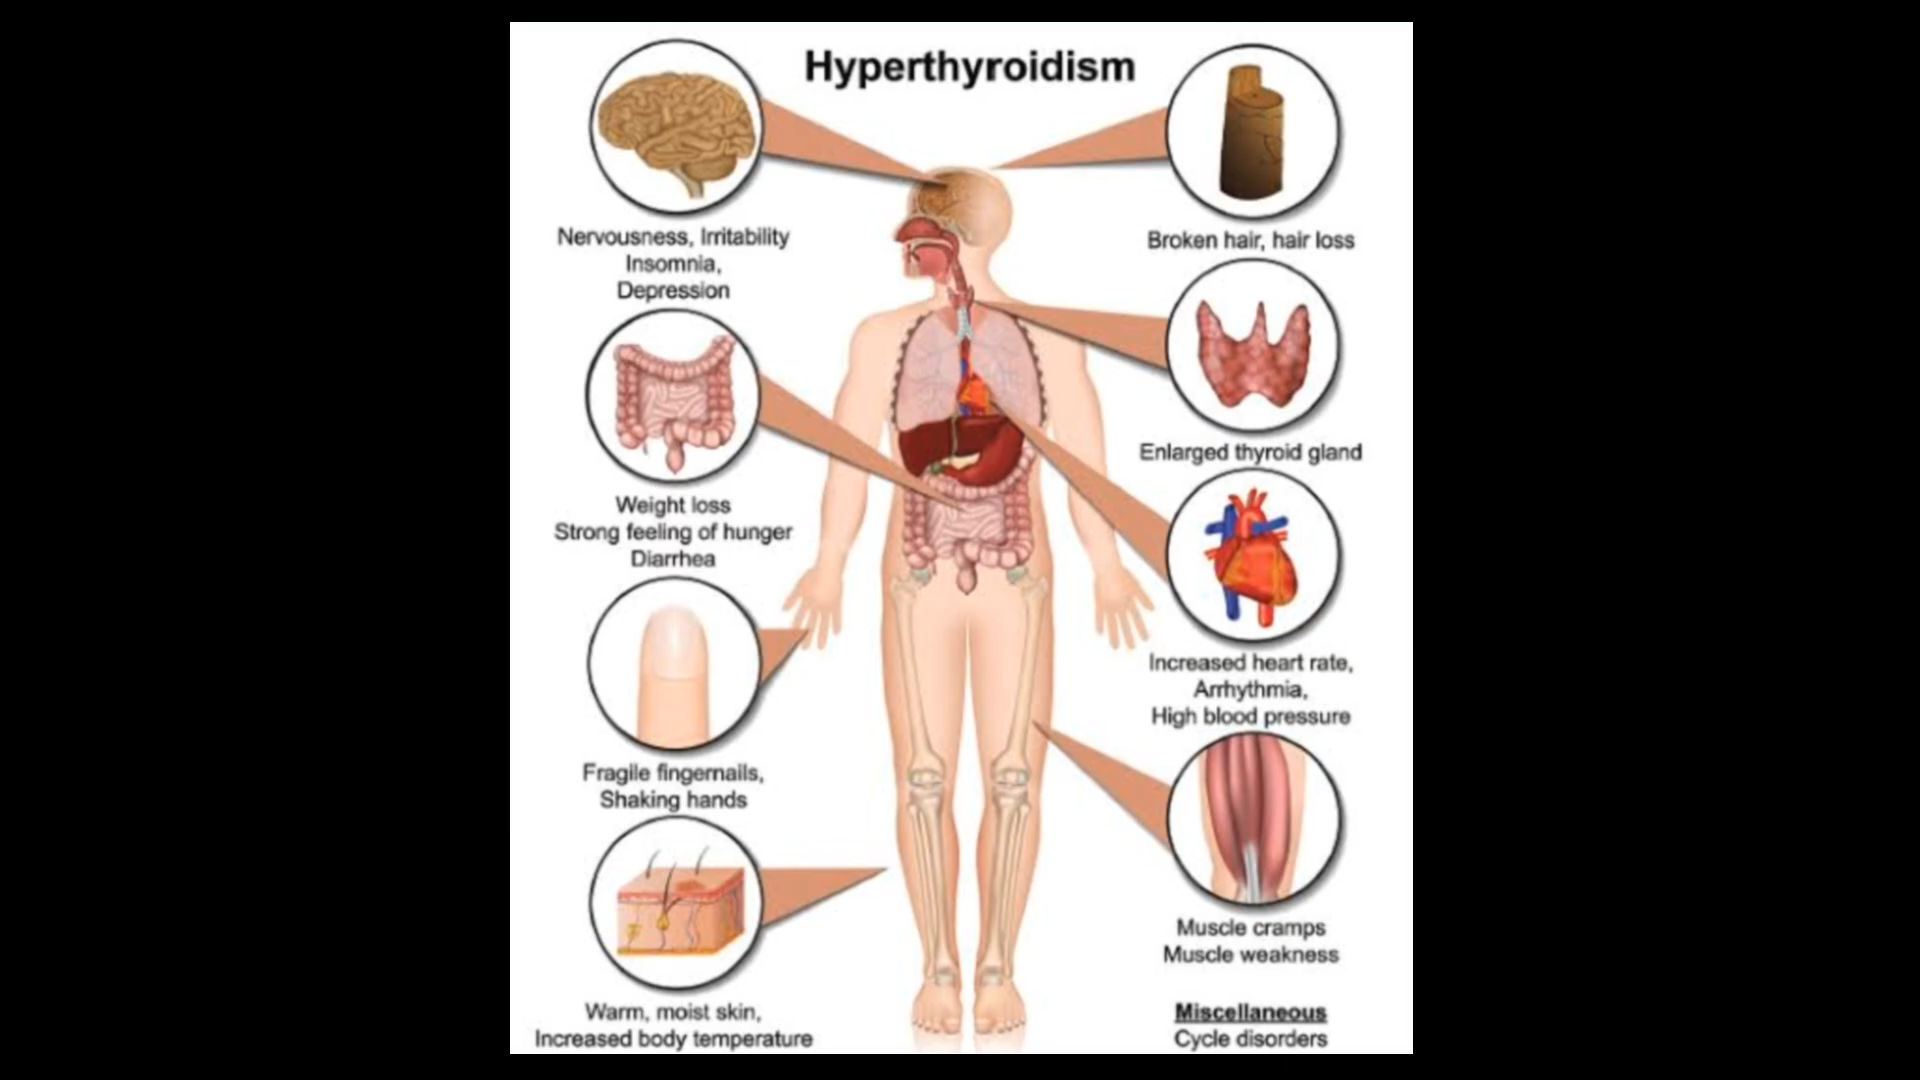 Hyperthyroidism
Nervousness, Irritability
Insomnia,
Depression
Weight loss
Strong feeling of hunger
Diarrhea
Fragile fingernails,
Shaking hands
Warm, moist skin,
Increased body temperature
Broken hair, hair loss
Enlarged thyroid gland
Increased heart rate,
Arrhythmia,
High blood pressure
Muscle cramps
Muscle weakness
Miscellaneous
Cycle disorders